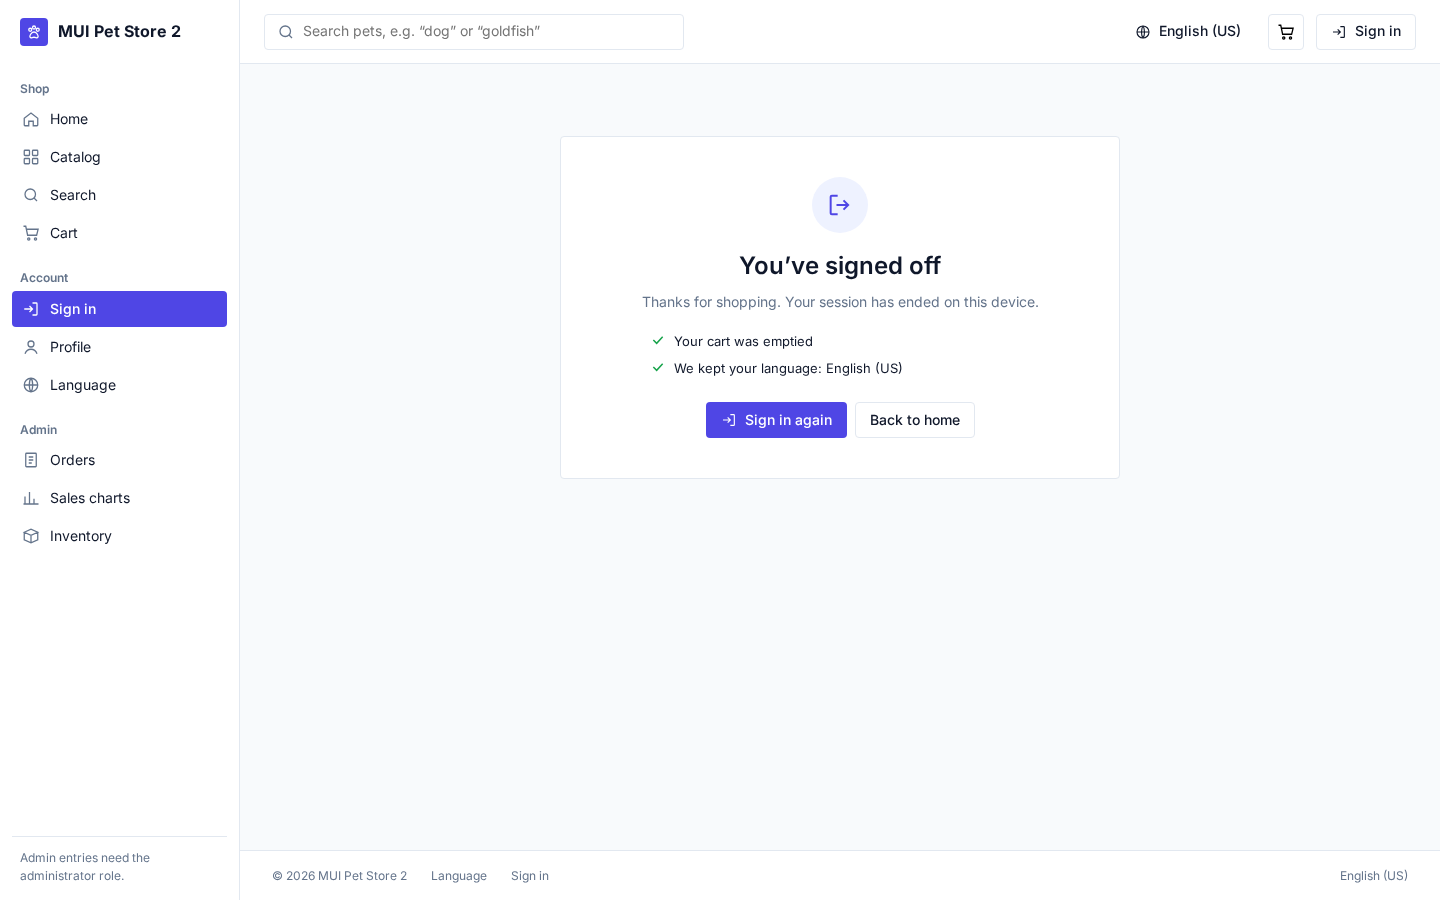 MUI Pet Store 2
Search pets, e.g. “dog” or “goldfish”
English (US)
Sign in
Shop
Home
Catalog
Search
Cart
Account
Sign in
Profile
Language
Admin
Orders
Sales charts
Inventory
Admin entries need the
administrator role.
You’ve signed off
Thanks for shopping. Your session has ended on this device.
Your cart was emptied
We kept your language: English (US)
Sign in again
Back to home
© 2026 MUI Pet Store 2
Language
Sign in
English (US)